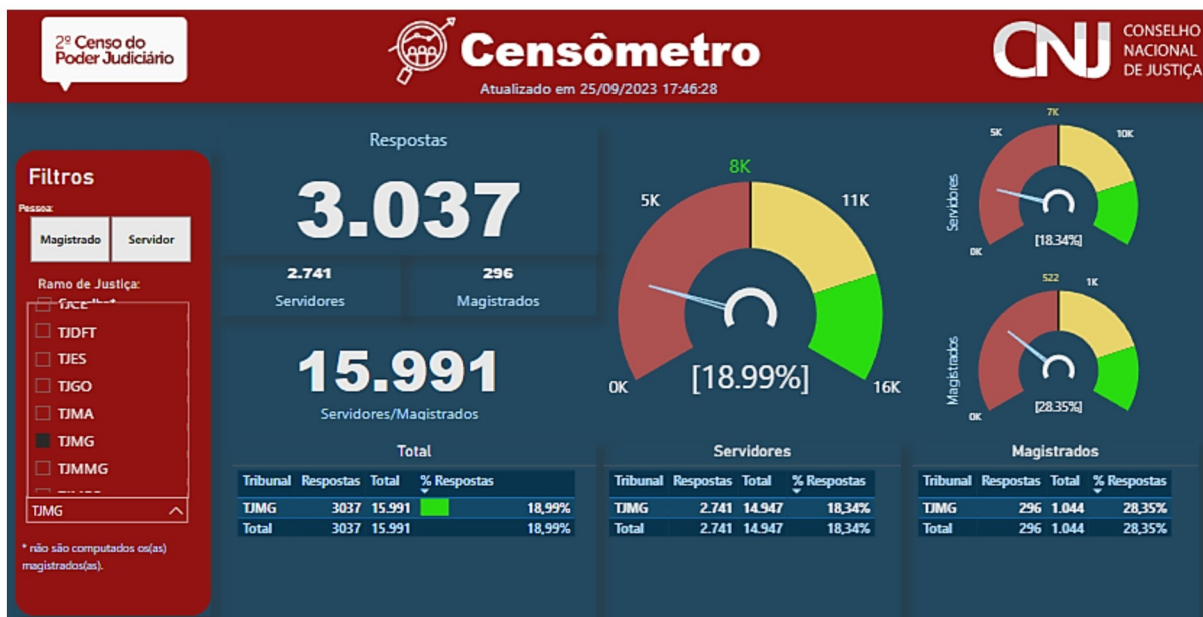 2º Censo do
Poder Judiciário
Censômetro
Atualizado em 25/09/2023 17:46:28
CNJ
CONSELHO
NACIONAL
DE JUSTIÇA
Filtros
Pessoa:
Magistrado Servidor
Ramo de Justiça:
TJDFT
TJES
TJGO
TJMA
TJMG
TJMMG
TJMG
* não são computados os(as)
magistrados(as).
Respostas
3.037
2.741 296
Servidores Magistrados
15.991
Servidores/Magistrados
0K 5K 8K 11K 16K
[18.99%]
Servidores
0K 5K 7K 10K
[18.34%]
Magistrados
0K 522 1K
[28.35%]
Total
Tribunal Respostas Total % Respostas
TJMG 3037 15.991 18,99%
Total 3037 15.991 18,99%
Servidores
Tribunal Respostas Total % Respostas
TJMG 2.741 14.947 18,34%
Total 2.741 14.947 18,34%
Magistrados
Tribunal Respostas Total % Respostas
TJMG 296 1.044 28,35%
Total 296 1.044 28,35%